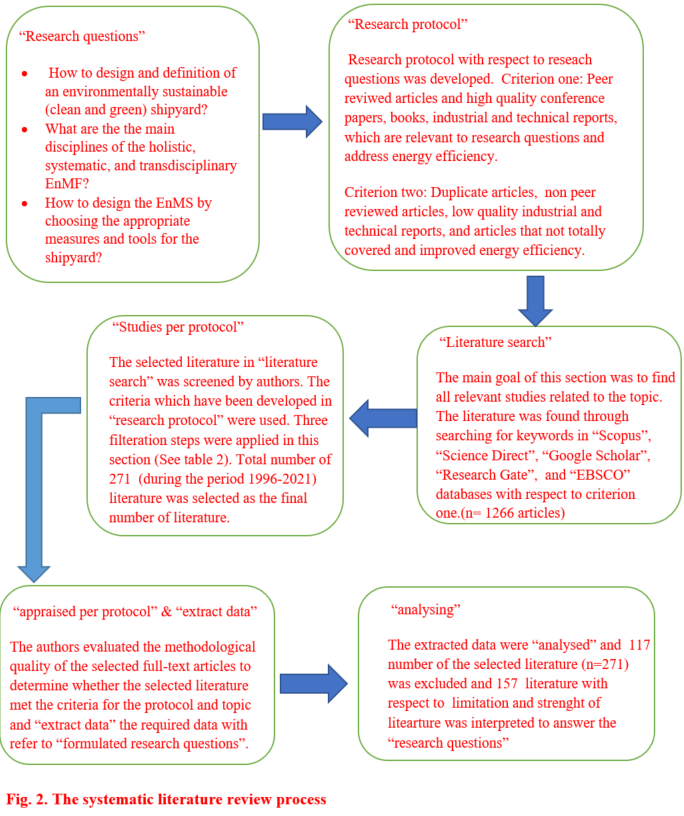 “Research questions”
• How to design and definition of
an environmentally sustainable
(clean and green) shipyard?
• What are the the main
disciplines of the holistic,
systematic, and transdisciplinary
EnMF?
• How to design the EnMS by
choosing the appropriate
measures and tools for the
shipyard?
“Research protocol”
Research protocol with respect to reseach
questions was developed. Criterion one: Peer
reviwed articles and high quality conference
papers, books, industrial and technical reports,
which are relevant to research questions and
address energy efficiency.
Criterion two: Duplicate articles, non peer
reviewed articles, low quality industrial and
technical reports, and articles that not totally
covered and improved energy efficiency.
“Literature search”
The main goal of this section was to find
all relevant studies related to the topic.
The literature was found through
searching for keywords in “Scopus”,
“Science Direct”, “Google Scholar”,
“Research Gate”, and “EBSCO”
databases with respect to criterion
one.(n= 1266 articles)
“Studies per protocol”
The selected literature in “literature
search” was screened by authors. The
criteria which have been developed in
“research protocol” were used. Three
filteration steps were applied in this
section (See table 2). Total number of
271 (during the period 1996-2021)
literature was selected as the final
number of literature.
“appraised per protocol” & “extract data”
The authors evaluated the methodological
quality of the selected full-text articles to
determine whether the selected literature
met the criteria for the protocol and topic
and “extract data” the required data with
refer to “formulated research questions”.
“analysing”
The extracted data were “analysed” and 117
number of the selected literature (n=271)
was excluded and 157 literature with
respect to limitation and strenght of
litearture was interpreted to answer the
“research questions”
Fig. 2. The systematic literature review process